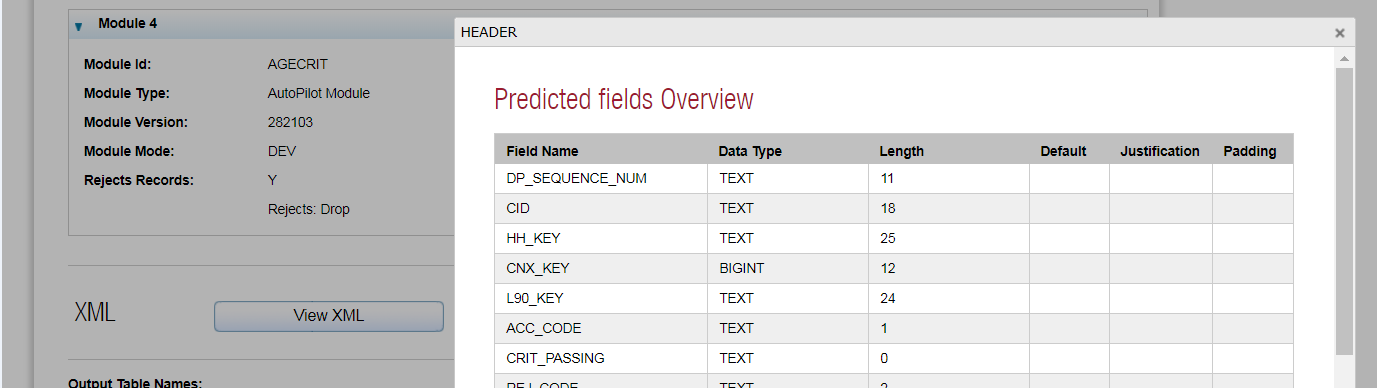 Module 4
Module Id: AGECRIT
Module Type: AutoPilot Module
Module Version: 282103
Module Mode: DEV
Rejects Records: Y
Rejects: Drop
XML View XML
Output Table Names:
HEADER ×
Predicted fields Overview
Field Name Data Type Length Default Justification Padding
DP_SEQUENCE_NUM TEXT 11
CID TEXT 18
HH_KEY TEXT 25
CNX_KEY BIGINT 12
L90_KEY TEXT 24
ACC_CODE TEXT 1
CRIT_PASSING TEXT 0
REJ_CODE TEXT 2